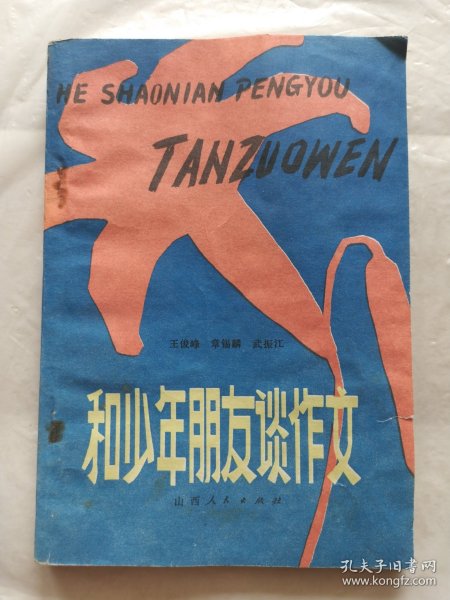 HE SHAONIAN PENGYOU
TANZUOWEN
王俊峰 章锡麟 武振江
和少年朋友谈作文
山西人民出版社
孔夫子旧书网
www.kongfz.com